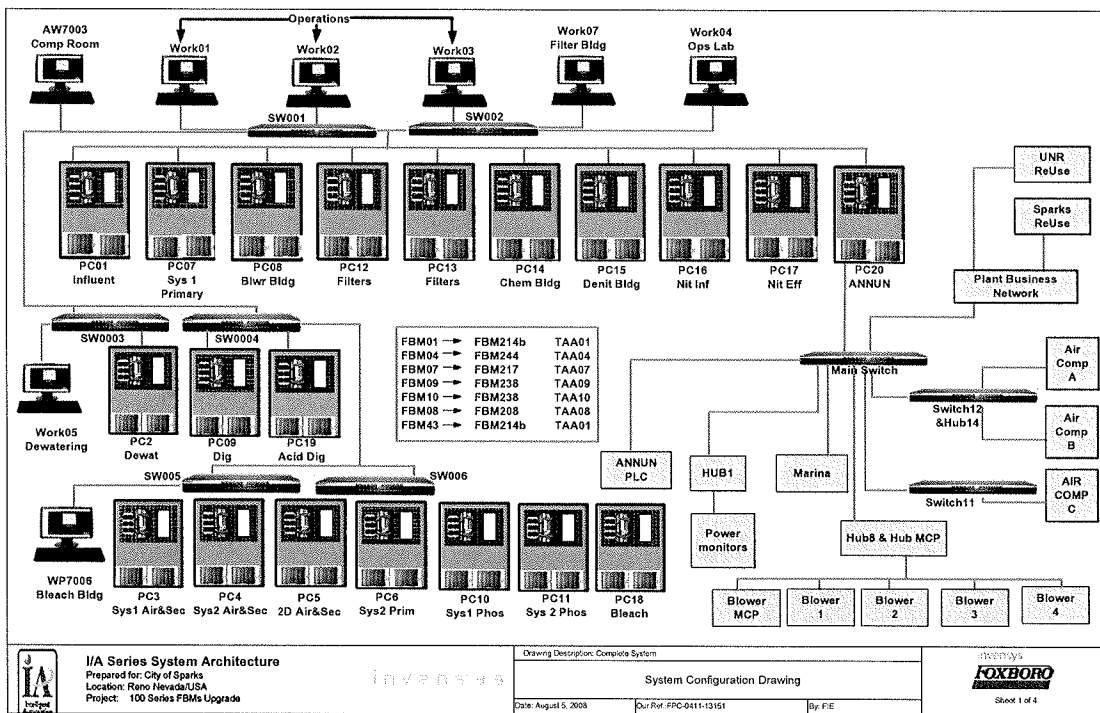 Operations
AW7003
Comp Room
Work01
Work02
Work03
Work07
Filter Bldg
Work04
Ops Lab
SW001
SW002
PC01
Influent
PC07
Sys 1
Primary
PC08
Blwr Bldg
PC12
Filters
PC13
Filters
PC14
Chem Bldg
PC15
Denit Bldg
PC16
Nit Inf
PC17
Nit Eff
PC20
ANNUN
UNR
ReUse
Sparks
ReUse
Plant Business
Network
SW0003
SW0004
Work05
Dewatering
PC2
Dewat
PC09
Dig
PC19
Acid Dig
FBM01 → FBM214b TAA01
FBM04 → FBM244 TAA04
FBM07 → FBM217 TAA07
FBM09 → FBM238 TAA09
FBM10 → FBM238 TAA10
FBM08 → FBM208 TAA08
FBM43 → FBM214b TAA01
Main Switch
Air
Comp
A
Switch12
&Hub14
Air
Comp
B
ANNUN
PLC
HUB1
Marina
Switch11
AIR
COMP
C
Power
monitors
Hub8 & Hub MCP
Blower
MCP
Blower
1
Blower
2
Blower
3
Blower
4
SW005
SW006
WP7006
Bleach Bldg
PC3
Sys1 Air&Sec
PC4
Sys2 Air&Sec
PC5
2D Air&Sec
PC6
Sys2 Prim
PC10
Sys1 Phos
PC11
Sys 2 Phos
PC18
Bleach
IA
Intelligent
Automation
I/A Series System Architecture
Prepared for: City of Sparks
Location: Reno Nevada/USA
Project: 100 Series FBMs Upgrade
invensys
Drawing Description: Complete System
System Configuration Drawing
Date: August 5, 2008
Our Ref.:FPC-0411-13151
By: FIE
invensys
FOXBORO
Sheet 1 of 4